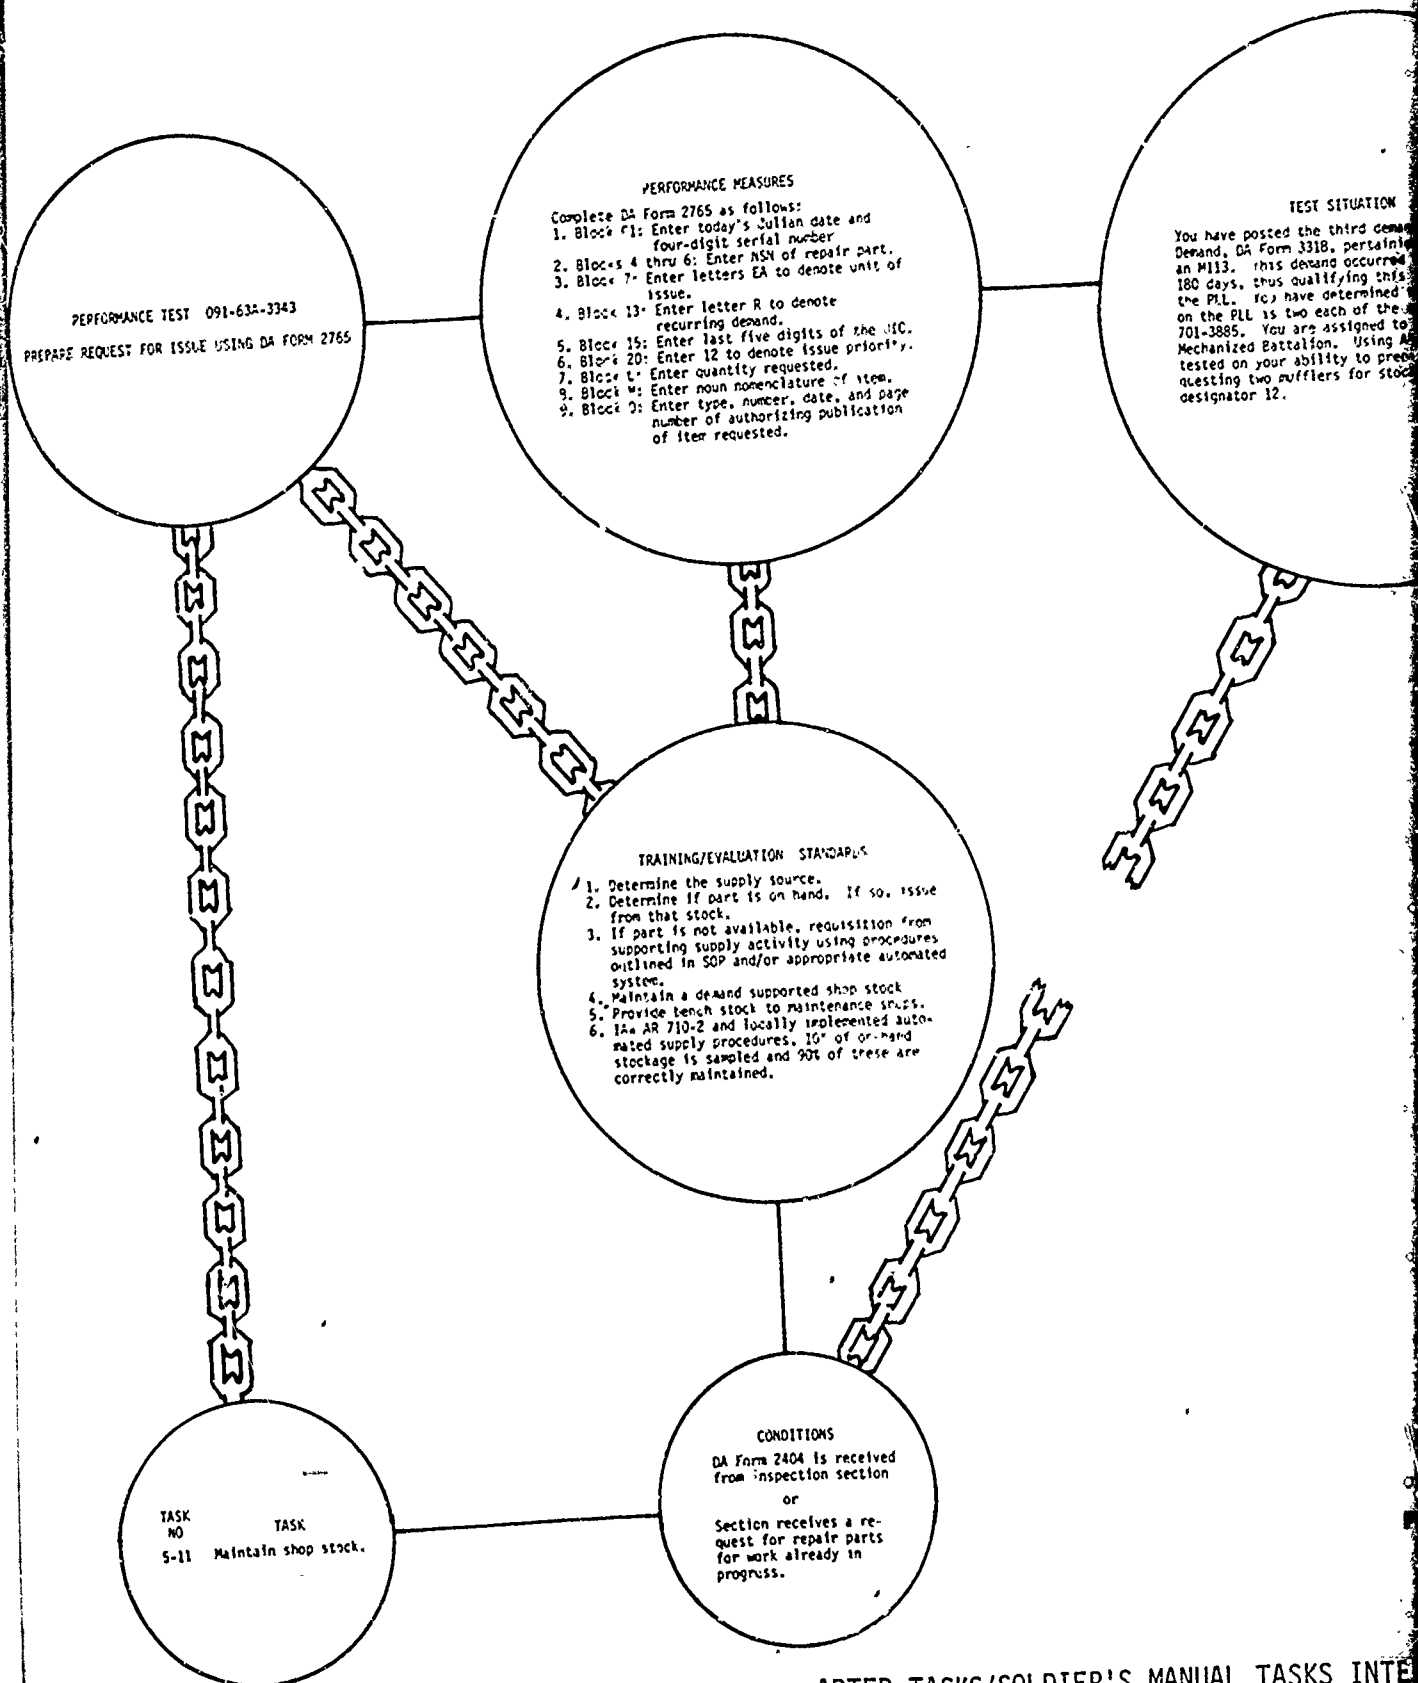 PERFORMANCE TEST 091-63A-3343
PREPARE REQUEST FOR ISSUE USING DA FORM 2765
PERFORMANCE MEASURES
Complete DA Form 2765 as follows:
1. Block Enter today's Julian date and
four-digit serial number
2. Blocks 4 thru 6: Enter NSN of repair part.
3. Block 7: Enter letters EA to denote unit of
issue.
4. Block 13: Enter letter R to denote
recurring demand.
5. Block 15: Enter last five digits of the UIC.
6. Block 20: Enter 12 to denote issue priority.
7. Block L: Enter quantity requested.
8. Block M: Enter noun nomenclature of item.
9. Block O: Enter type, number, date, and page
number of authorizing publication
of item requested.
TEST SITUATION
You have posted the third
Demand, DA Form 3318,
an M113. This demand occurred
180 days, thus qualifying this
the PLL. You have determined
on the PLL is two each of the
701-3885. You are assigned to
Mechanized Battalion. Using
tested on your ability to
questing two mufflers for
designator 12.
TRAINING/EVALUATION STANDARDS
1. Determine the supply source.
2. Determine if part is on hand. If so, issue
from that stock.
3. If part is not available, requisition from
supporting supply activity using procedures
outlined in SOP and/or appropriate automated
system.
4. Maintain a demand supported shop stock
5. Provide bench stock to maintenance shops.
6. IAW AR 710-2 and locally implemented auto-
mated supply procedures, 10% of on-hand
stockage is sampled and 90% of these are
correctly maintained.
CONDITIONS
DA Form 2404 is received
from inspection section
or
Section receives a re-
quest for repair parts
for work already in
progress.
TASK
NO
TASK
5-11 Maintain shop stock.
ARTEP TASKS/SOLDIER'S MANUAL TASKS INTE